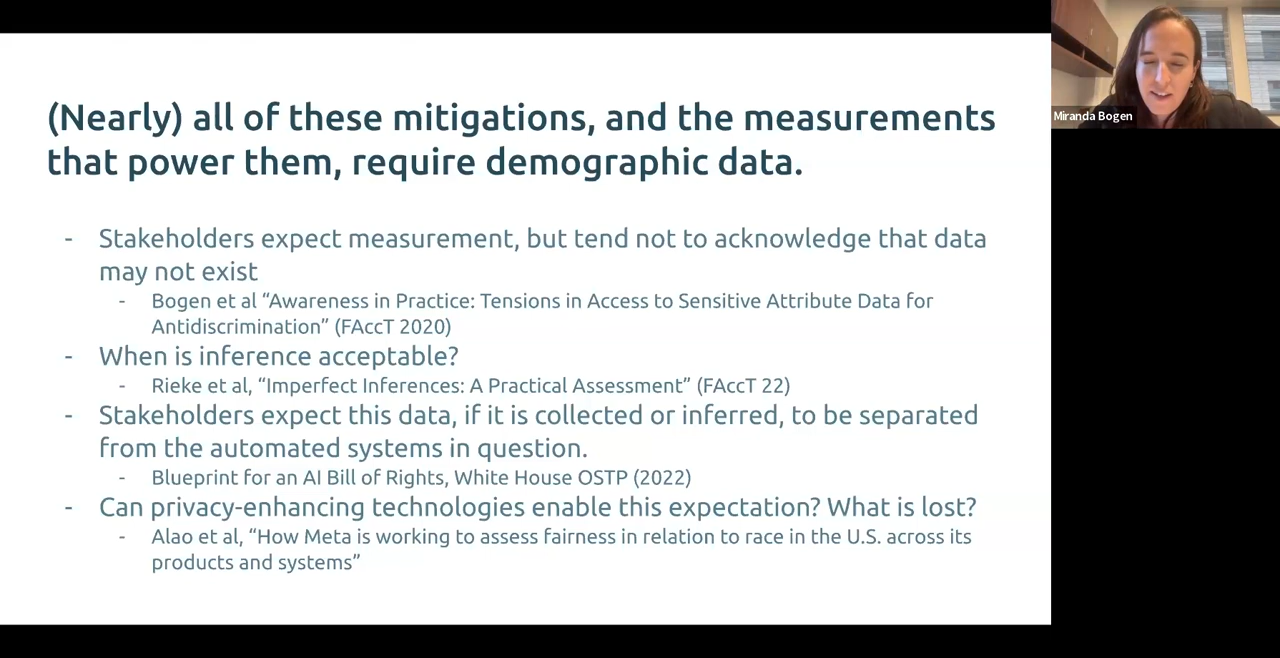 (Nearly) all of these mitigations, and the measurements
that power them, require demographic data.
- Stakeholders expect measurement, but tend not to acknowledge that data
may not exist
- Bogen et al “Awareness in Practice: Tensions in Access to Sensitive Attribute Data for
Antidiscrimination” (FAccT 2020)
- When is inference acceptable?
- Rieke et al, “Imperfect Inferences: A Practical Assessment” (FAccT 22)
- Stakeholders expect this data, if it is collected or inferred, to be separated
from the automated systems in question.
- Blueprint for an AI Bill of Rights, White House OSTP (2022)
- Can privacy-enhancing technologies enable this expectation? What is lost?
- Alao et al, “How Meta is working to assess fairness in relation to race in the U.S. across its
products and systems”
Miranda Bogen